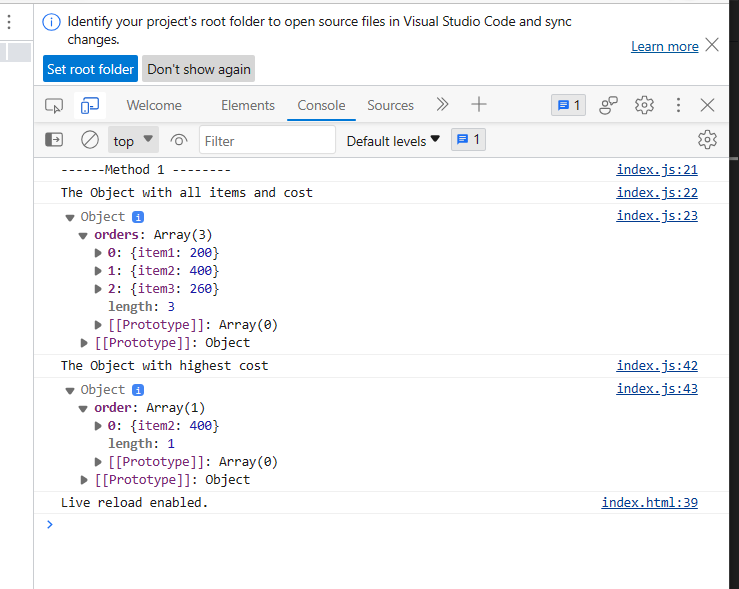 Identify your project's root folder to open source files in Visual Studio Code and sync
changes.
Learn more
Set root folder Don't show again
Welcome Elements Console Sources 1
top Filter Default levels 1
------Method 1 -------- index.js:21
The Object with all items and cost index.js:22
Object i index.js:23
orders: Array(3)
0: {item1: 200}
1: {item2: 400}
2: {item3: 260}
length: 3
[[Prototype]]: Array(0)
[[Prototype]]: Object
The Object with highest cost index.js:42
Object i index.js:43
order: Array(1)
0: {item2: 400}
length: 1
[[Prototype]]: Array(0)
[[Prototype]]: Object
Live reload enabled. index.html:39